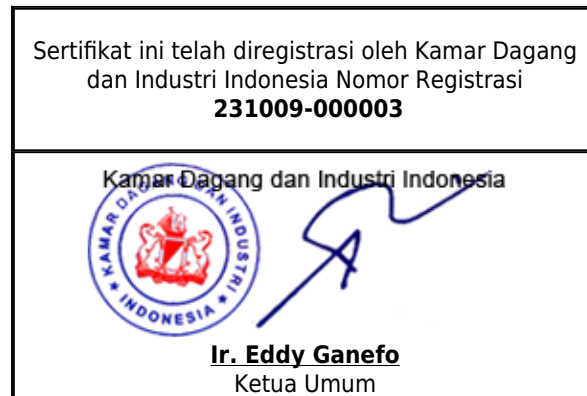 Sertifikat ini telah diregistrasi oleh Kamar Dagang
dan Industri Indonesia Nomor Registrasi
231009-000003
Kamar Dagang dan Industri Indonesia
KAMAR DAGANG DAN INDUSTRI
★ INDONESIA ★
Ir. Eddy Ganefo
Ketua Umum